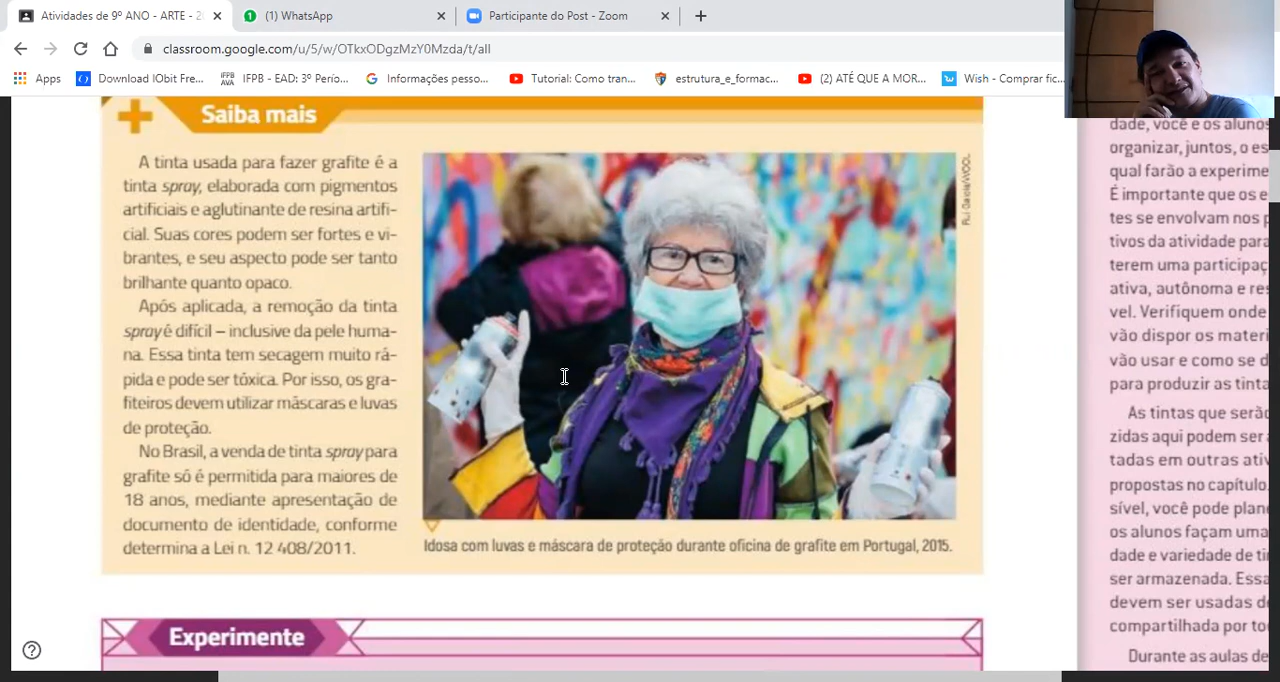 Atividades de 9º ANO - ARTE - 2
(1) WhatsApp
Participante do Post - Zoom
classroom.google.com/u/5/w/OTkxODgzMzY0Mzda/t/all
Apps
Download IObit Fre...
IFPB - EAD: 3º Perío...
Informações pesso...
Tutorial: Como tran...
estrutura_e_formac...
(2) ATÉ QUE A MOR...
Wish - Comprar fic...
Saiba mais
A tinta usada para fazer grafite é a
tinta spray, elaborada com pigmentos
artificiais e aglutinante de resina artifi-
cial. Suas cores podem ser fortes e vi-
brantes, e seu aspecto pode ser tanto
brilhante quanto opaco.
Após aplicada, a remoção da tinta
spray é difícil – inclusive da pele huma-
na. Essa tinta tem secagem muito rá-
pida e pode ser tóxica. Por isso, os gra-
fiteiros devem utilizar máscaras e luvas
de proteção.
No Brasil, a venda de tinta spray para
grafite só é permitida para maiores de
18 anos, mediante apresentação de
documento de identidade, conforme
determina a Lei n. 12 408/2011.
Idosa com luvas e máscara de proteção durante oficina de grafite em Portugal, 2015.
Experimente
dade, você e os alunos
organizar, juntos, o es
qual farão a experime
É importante que os e
tes se envolvam nos p
tivos da atividade para
terem uma participaç
ativa, autônoma e res
vel. Verifiquem onde
vão dispor os materi
vão usar e como se d
para produzir as tinta
As tintas que serão
zidas aqui podem ser
tadas em outras ativ
propostas no capítulo.
sível, você pode plane
os alunos façam uma
dade e variedade de ti
ser armazenada. Essa
devem ser usadas de
compartilhada por to
Durante as aulas de